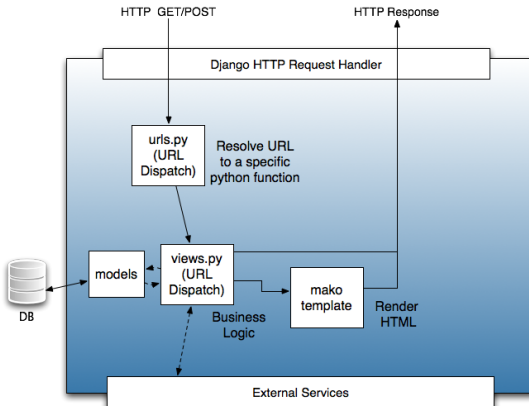 HTTP GET/POST
HTTP Response
Django HTTP Request Handler
urls.py
(URL
Dispatch)
Resolve URL
to a specific
python function
models
views.py
(URL
Dispatch)
mako
template
DB
Business
Logic
Render
HTML
External Services